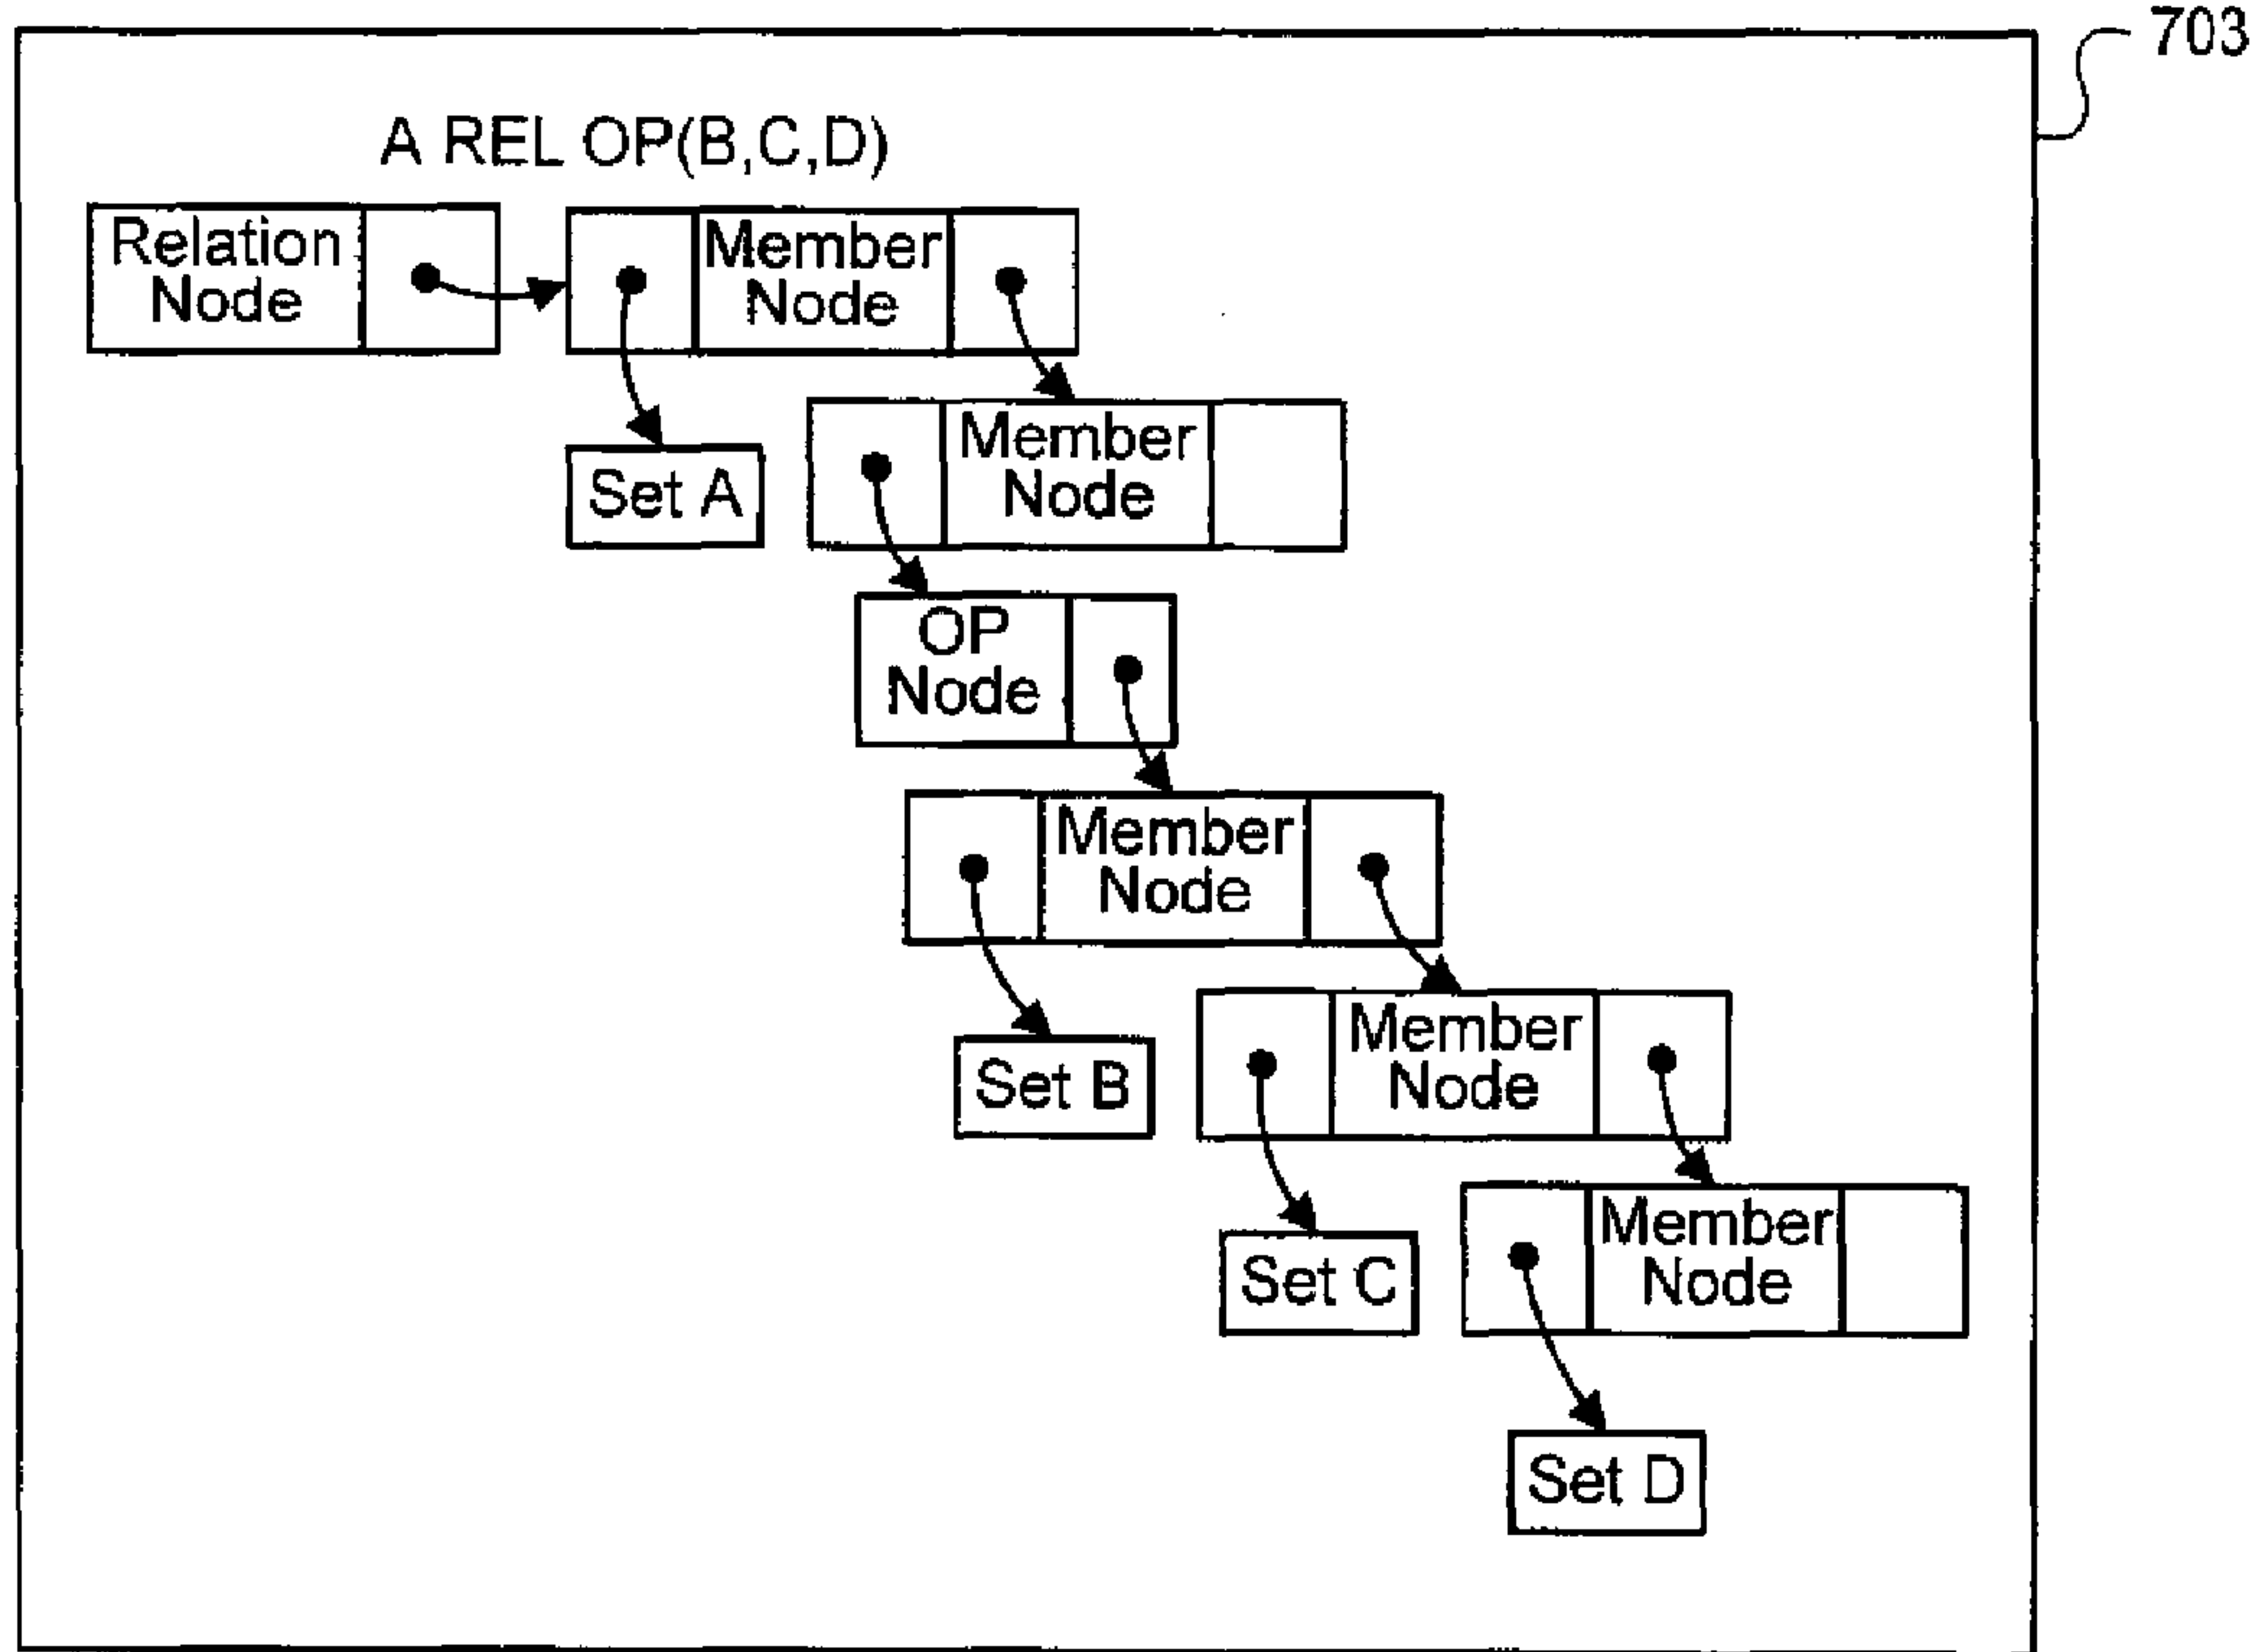 703
A REL OP(B,C,D)
Relation
Node
Member
Node
Member
Node
Set A
OP
Node
Member
Node
Member
Node
Set B
Member
Node
Set C
Set D